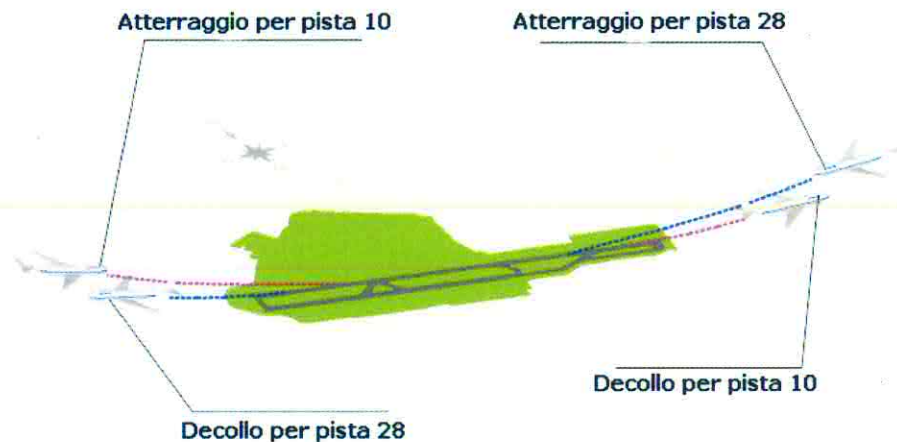 Atterraggio per pista 10
Atterraggio per pista 28
Decollo per pista 10
Decollo per pista 28